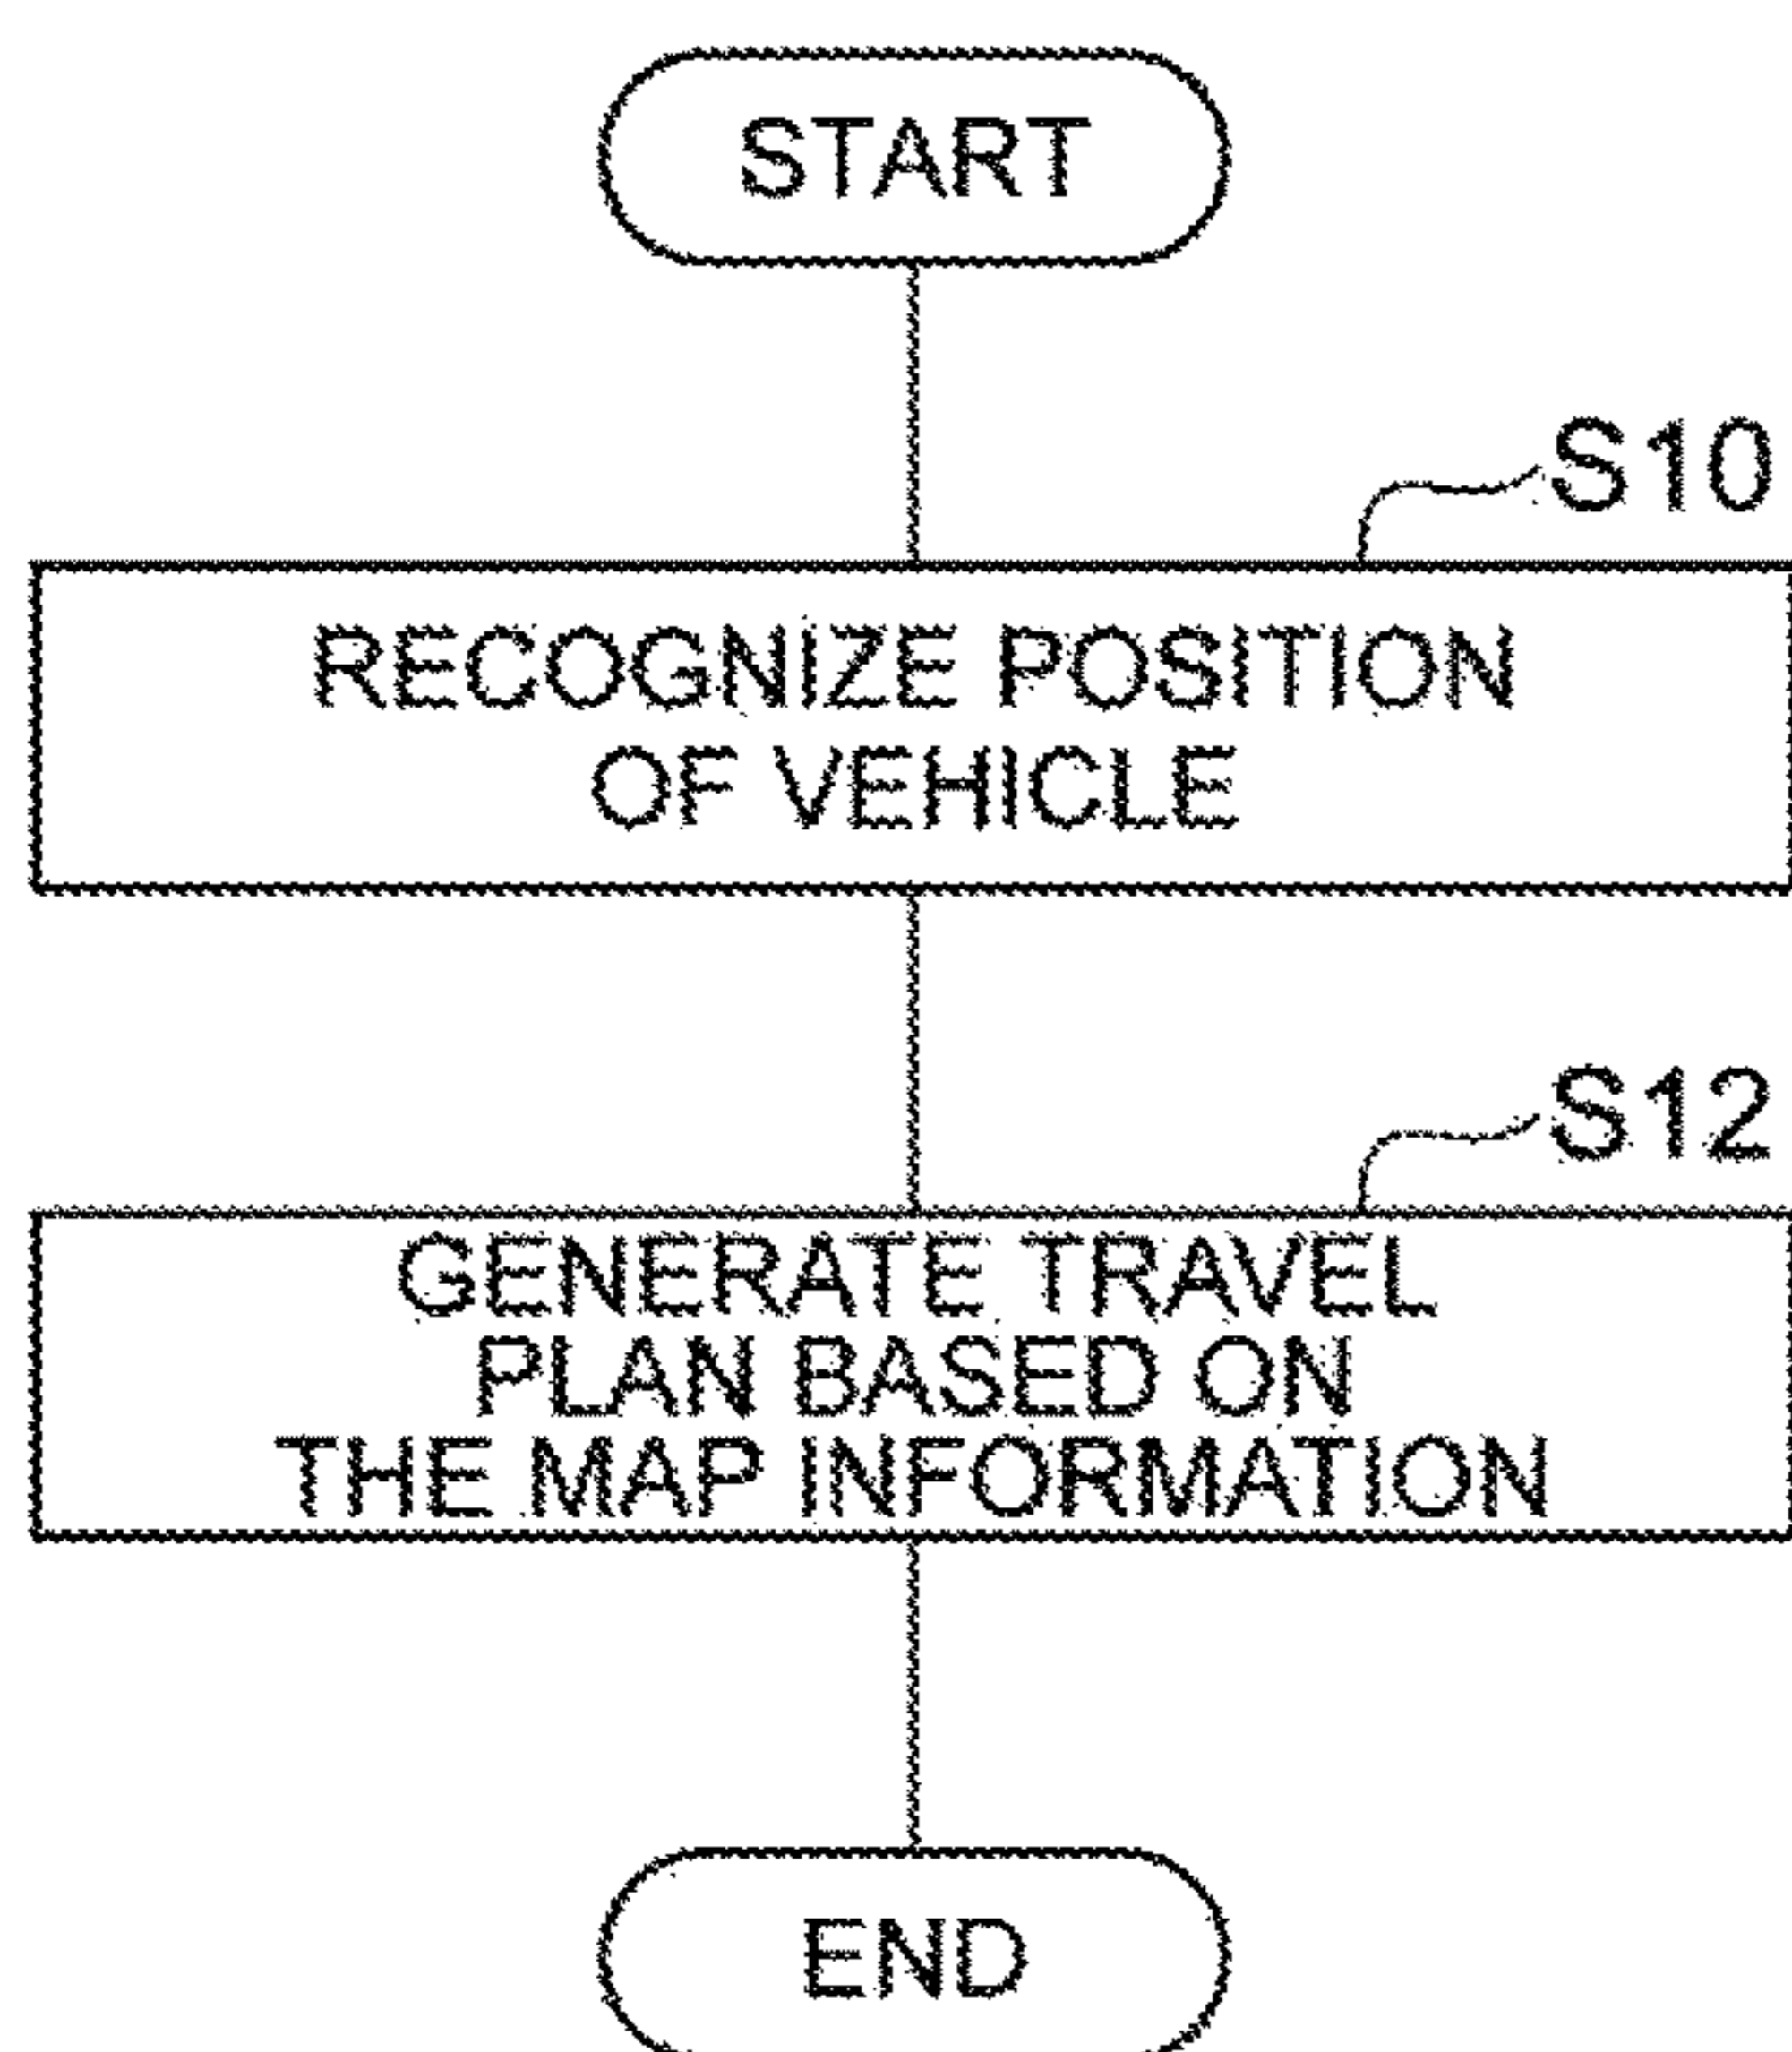 START
S10
RECOGNIZE POSITION
OF VEHICLE
S12
GENERATE TRAVEL
PLAN BASED ON
THE MAP INFORMATION
END